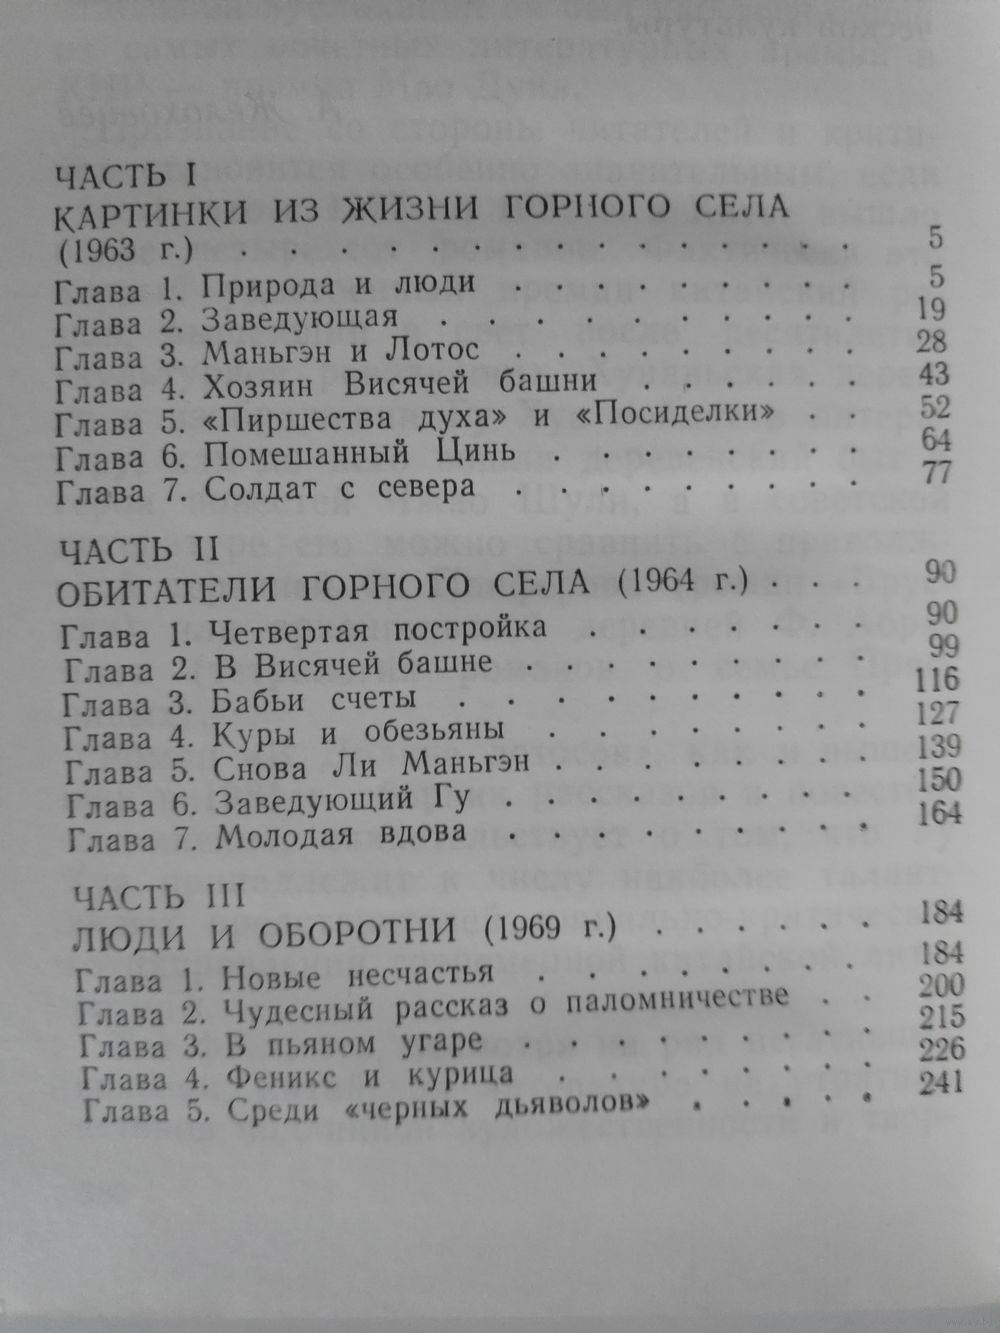 ЧАСТЬ I
КАРТИНКИ ИЗ ЖИЗНИ ГОРНОГО СЕЛА
(1963 г.) . . . . . . . . . . . . . . . 5
Глава 1. Природа и люди . . . . . . . . 5
Глава 2. Заведующая . . . . . . . . . . 19
Глава 3. Маньгэн и Лотос . . . . . . . . . 28
Глава 4. Хозяин Висячей башни . . . . . . 43
Глава 5. «Пиршества духа» и «Посиделки» . . 52
Глава 6. Помешанный Цинь . . . . . . . . 64
Глава 7. Солдат с севера . . . . . . . . . 77
ЧАСТЬ II
ОБИТАТЕЛИ ГОРНОГО СЕЛА (1964 г.) . . . 90
Глава 1. Четвертая постройка . . . . . . . 90
Глава 2. В Висячей башне . . . . . . . . . 99
Глава 3. Бабьи счеты . . . . . . . . . . 116
Глава 4. Куры и обезьяны . . . . . . . . 127
Глава 5. Снова Ли Маньгэн . . . . . . . . 139
Глава 6. Заведующий Гу . . . . . . . . . 150
Глава 7. Молодая вдова . . . . . . . . . 164
ЧАСТЬ III
ЛЮДИ И ОБОРОТНИ (1969 г.) . . . . . . 184
Глава 1. Новые несчастья . . . . . . . . 184
Глава 2. Чудесный рассказ о паломничестве . . 200
Глава 3. В пьяном угаре . . . . . . . . . 215
Глава 4. Феникс и курица . . . . . . . . 226
Глава 5. Среди «черных дьяволов» . . . . . 241